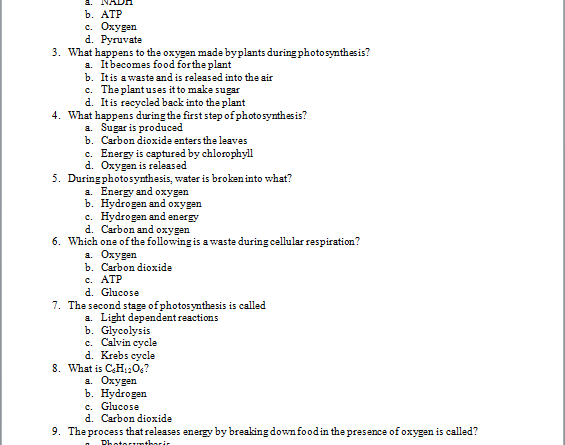 a. NADH
b. ATP
c. Oxygen
d. Pyruvate
3. What happens to the oxygen made by plants during photosynthesis?
a. It becomes food for the plant
b. It is a waste and is released into the air
c. The plant uses it to make sugar
d. It is recycled back into the plant
4. What happens during the first step of photosynthesis?
a. Sugar is produced
b. Carbon dioxide enters the leaves
c. Energy is captured by chlorophyll
d. Oxygen is released
5. During photosynthesis, water is broken into what?
a. Energy and oxygen
b. Hydrogen and oxygen
c. Hydrogen and energy
d. Carbon and oxygen
6. Which one of the following is a waste during cellular respiration?
a. Oxygen
b. Carbon dioxide
c. ATP
d. Glucose
7. The second stage of photosynthesis is called
a. Light dependent reactions
b. Glycolysis
c. Calvin cycle
d. Krebs cycle
8. What is C₆H₁₂O₆?
a. Oxygen
b. Hydrogen
c. Glucose
d. Carbon dioxide
9. The process that releases energy by breaking down food in the presence of oxygen is called?
a. Photosynthesis